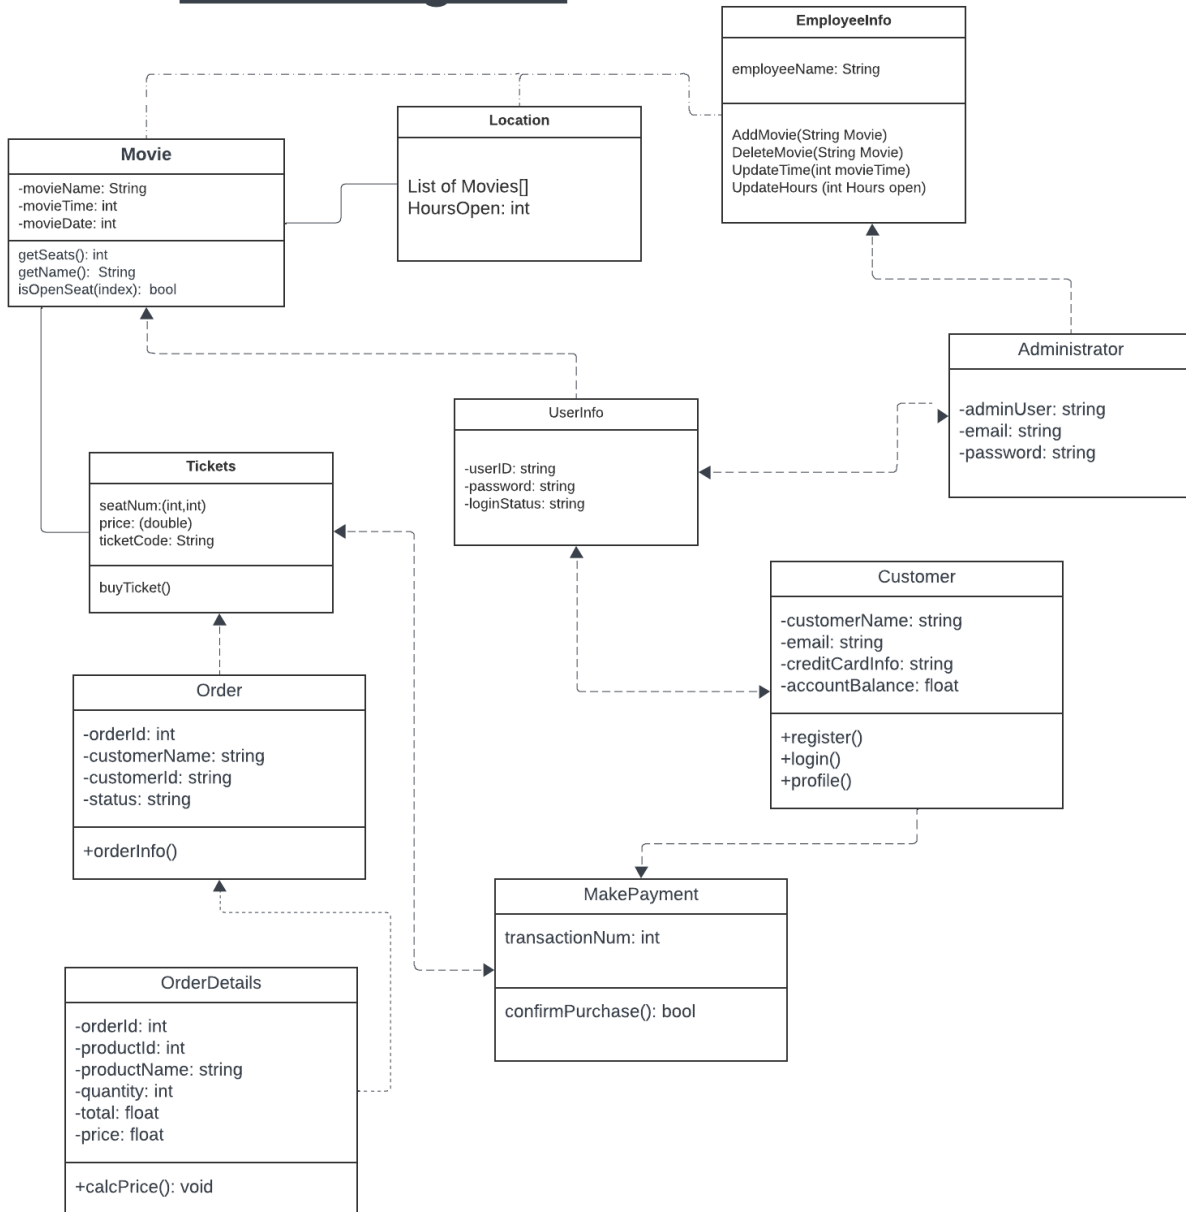 EmployeeInfo
employeeName: String
AddMovie(String Movie)
DeleteMovie(String Movie)
UpdateTime(int movieTime)
UpdateHours (int Hours open)
Location
List of Movies[]
HoursOpen: int
Movie
-movieName: String
-movieTime: int
-movieDate: int
getSeats(): int
getName():  String
isOpenSeat(index):  bool
Administrator
-adminUser: string
-email: string
-password: string
UserInfo
-userID: string
-password: string
-loginStatus: string
Tickets
seatNum:(int,int)
price: (double)
ticketCode: String
buyTicket()
Customer
-customerName: string
-email: string
-creditCardInfo: string
-accountBalance: float
+register()
+login()
+profile()
Order
-orderId: int
-customerName: string
-customerId: string
-status: string
+orderInfo()
MakePayment
transactionNum: int
confirmPurchase(): bool
OrderDetails
-orderId: int
-productId: int
-productName: string
-quantity: int
-total: float
-price: float
+calcPrice(): void